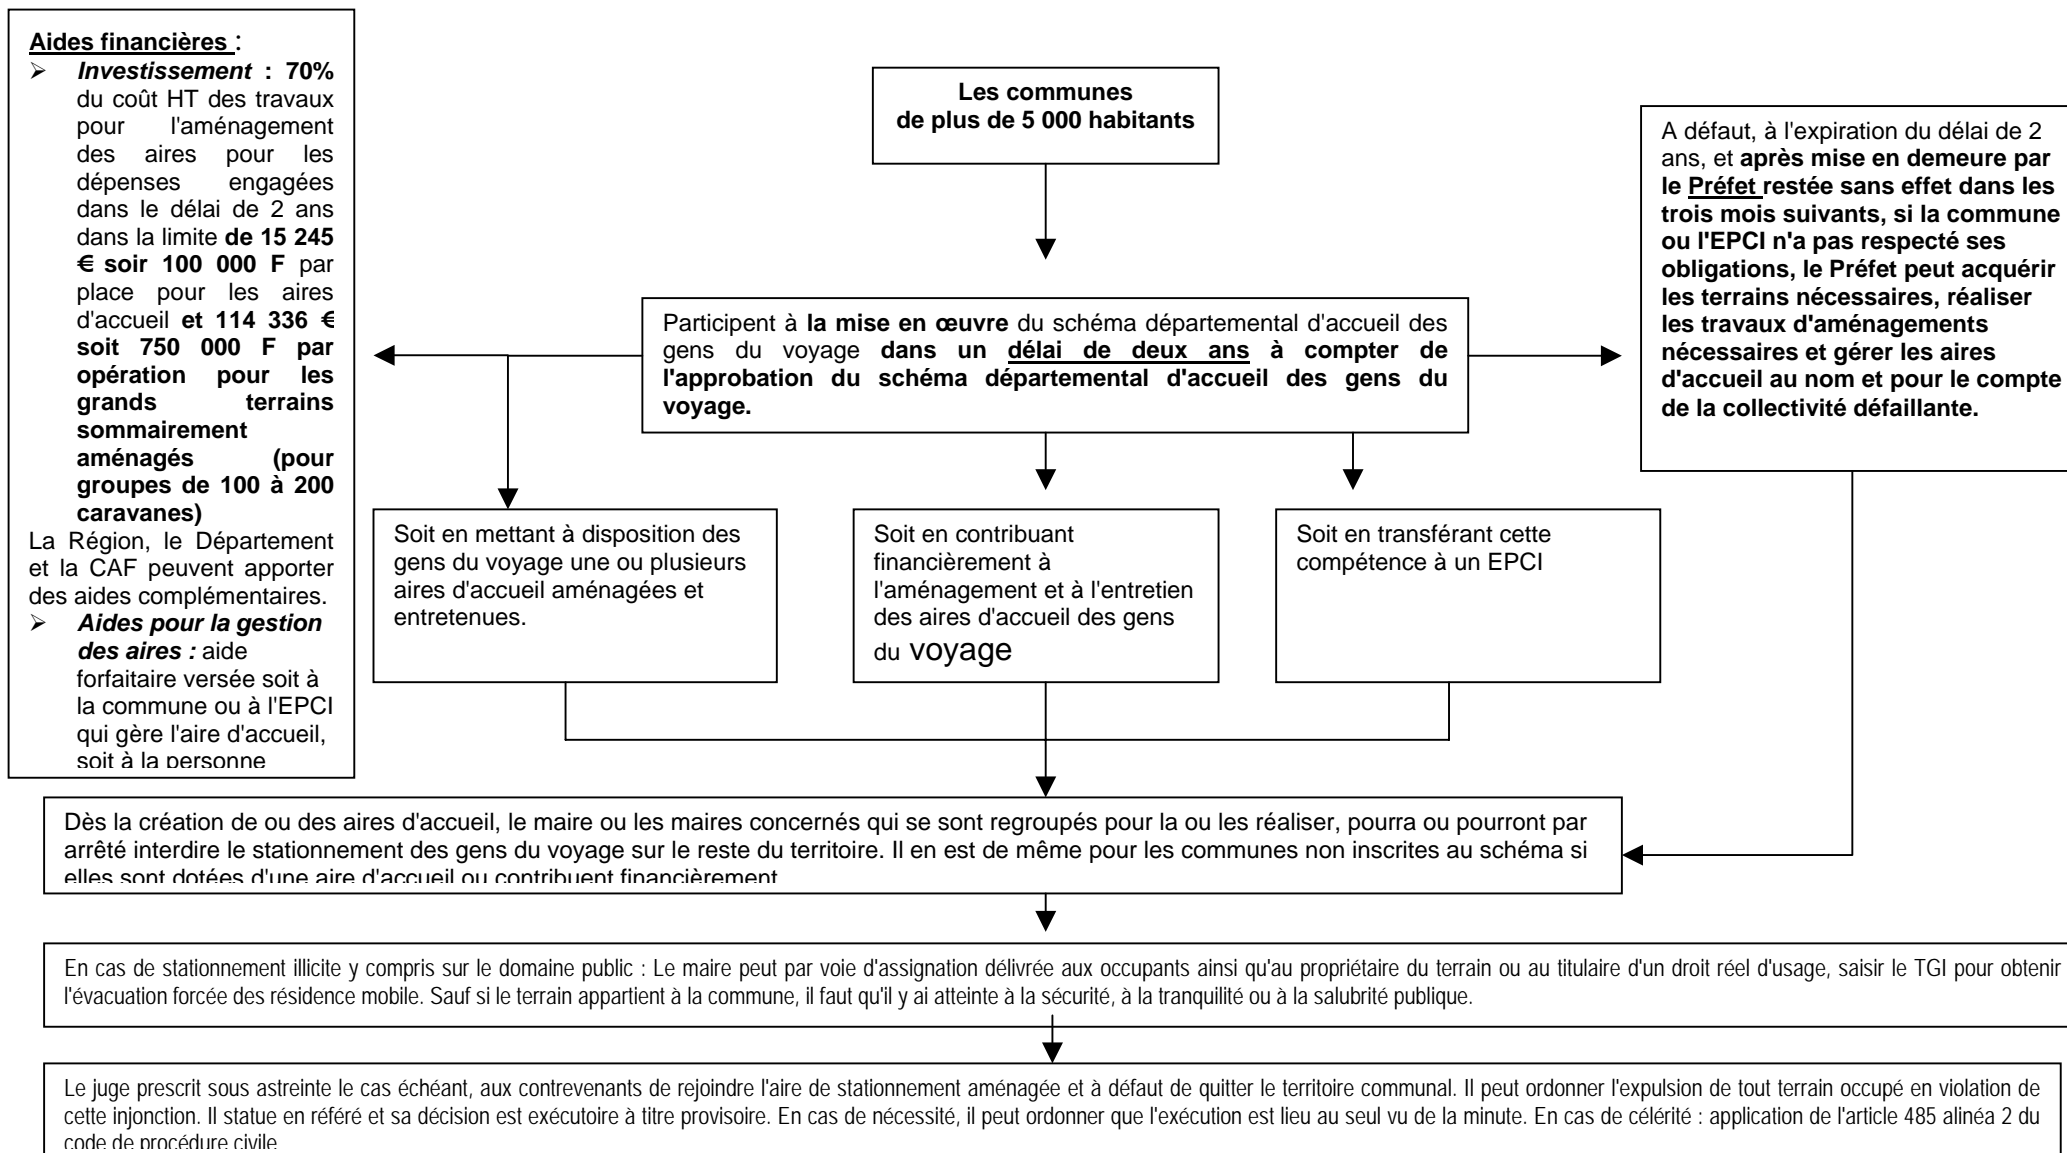 Aides financières :
➢ Investissement : 70%
du coût HT des travaux
pour l'aménagement
des aires pour les
dépenses engagées
dans le délai de 2 ans
dans la limite de 15 245
€ soir 100 000 F par
place pour les aires
d'accueil et 114 336 €
soit 750 000 F par
opération pour les
grands terrains
sommairement
aménagés (pour
groupes de 100 à 200
caravanes)
La Région, le Département
et la CAF peuvent apporter
des aides complémentaires.
➢ Aides pour la gestion
des aires : aide
forfaitaire versée soit à
la commune ou à l'EPCI
qui gère l'aire d'accueil,
soit à la personne
Les communes
de plus de 5 000 habitants
A défaut, à l'expiration du délai de 2
ans, et après mise en demeure par
le Préfet restée sans effet dans les
trois mois suivants, si la commune
ou l'EPCI n'a pas respecté ses
obligations, le Préfet peut acquérir
les terrains nécessaires, réaliser
les travaux d'aménagements
nécessaires et gérer les aires
d'accueil au nom et pour le compte
de la collectivité défaillante.
Participent à la mise en œuvre du schéma départemental d'accueil des
gens du voyage dans un délai de deux ans à compter de
l'approbation du schéma départemental d'accueil des gens du
voyage.
Soit en mettant à disposition des
gens du voyage une ou plusieurs
aires d'accueil aménagées et
entretenues.
Soit en contribuant
financièrement à
l'aménagement et à l'entretien
des aires d'accueil des gens
du voyage
Soit en transférant cette
compétence à un EPCI
Dès la création de ou des aires d'accueil, le maire ou les maires concernés qui se sont regroupés pour la ou les réaliser, pourra ou pourront par
arrêté interdire le stationnement des gens du voyage sur le reste du territoire. Il en est de même pour les communes non inscrites au schéma si
elles sont dotées d'une aire d'accueil ou contribuent financièrement
En cas de stationnement illicite y compris sur le domaine public : Le maire peut par voie d'assignation délivrée aux occupants ainsi qu'au propriétaire du terrain ou au titulaire d'un droit réel d'usage, saisir le TGI pour obtenir
l'évacuation forcée des résidence mobile. Sauf si le terrain appartient à la commune, il faut qu'il y ai atteinte à la sécurité, à la tranquilité ou à la salubrité publique.
Le juge prescrit sous astreinte le cas échéant, aux contrevenants de rejoindre l'aire de stationnement aménagée et à défaut de quitter le territoire communal. Il peut ordonner l'expulsion de tout terrain occupé en violation de
cette injonction. Il statue en référé et sa décision est exécutoire à titre provisoire. En cas de nécessité, il peut ordonner que l'exécution est lieu au seul vu de la minute. En cas de célérité : application de l'article 485 alinéa 2 du
code de procédure civile